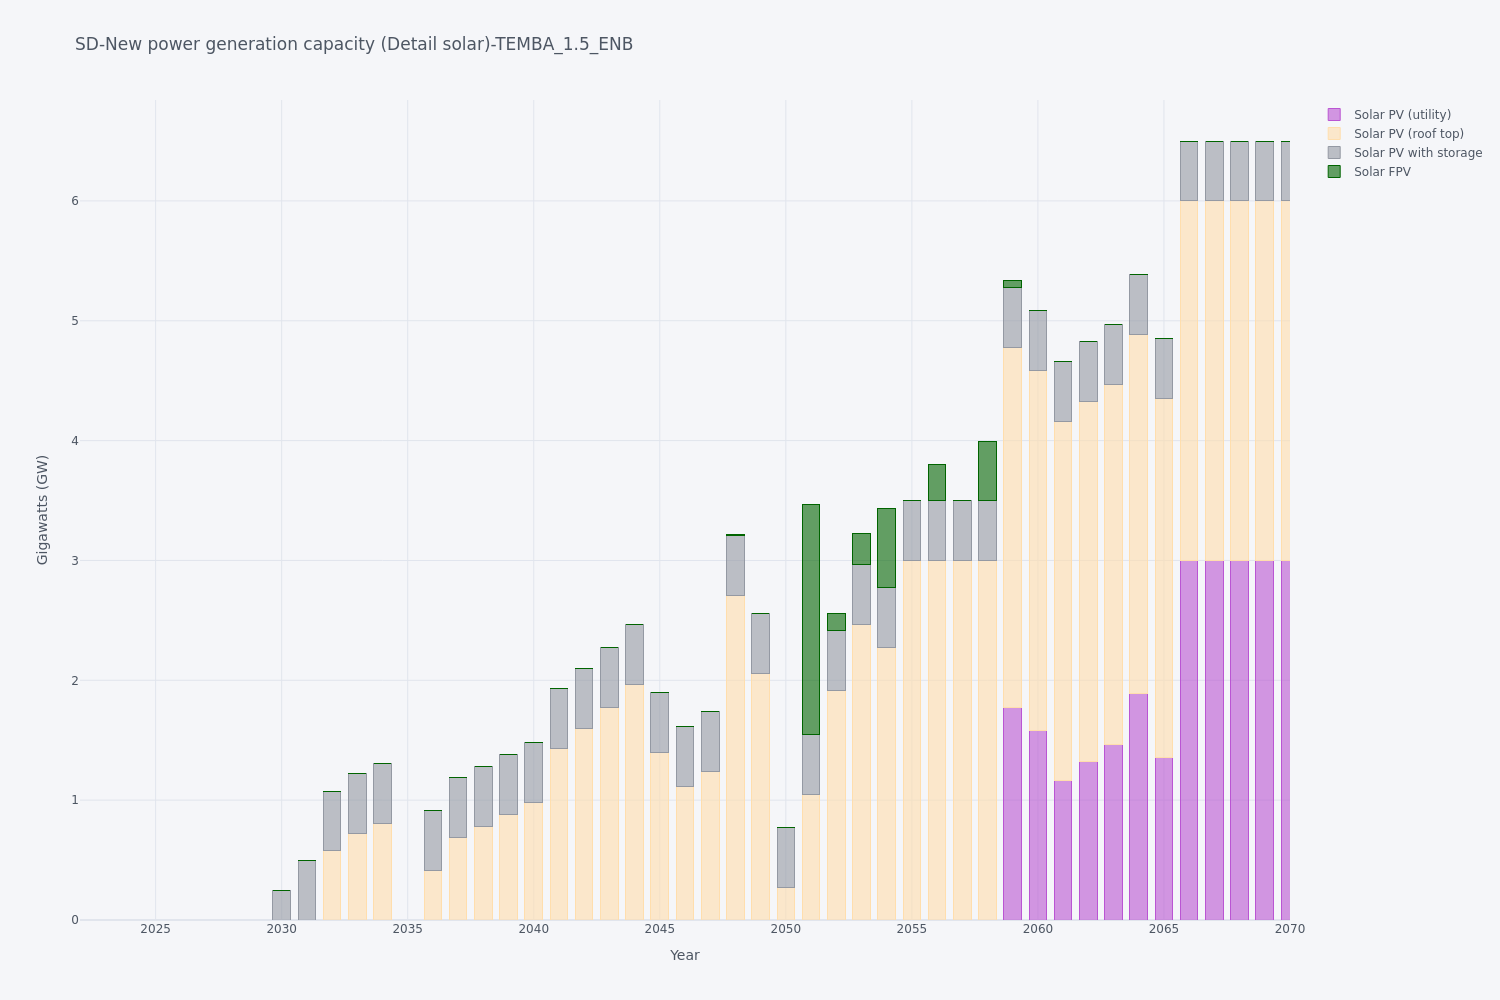 SD-New power generation capacity (Detail solar)-TEMBA_1.5_ENB
Solar PV (utility)
Solar PV (roof top)
Solar PV with storage
Solar FPV
Gigawatts (GW)
6
5
4
3
2
1
0
2025 2030 2035 2040 2045 2050 2055 2060 2065 2070
Year